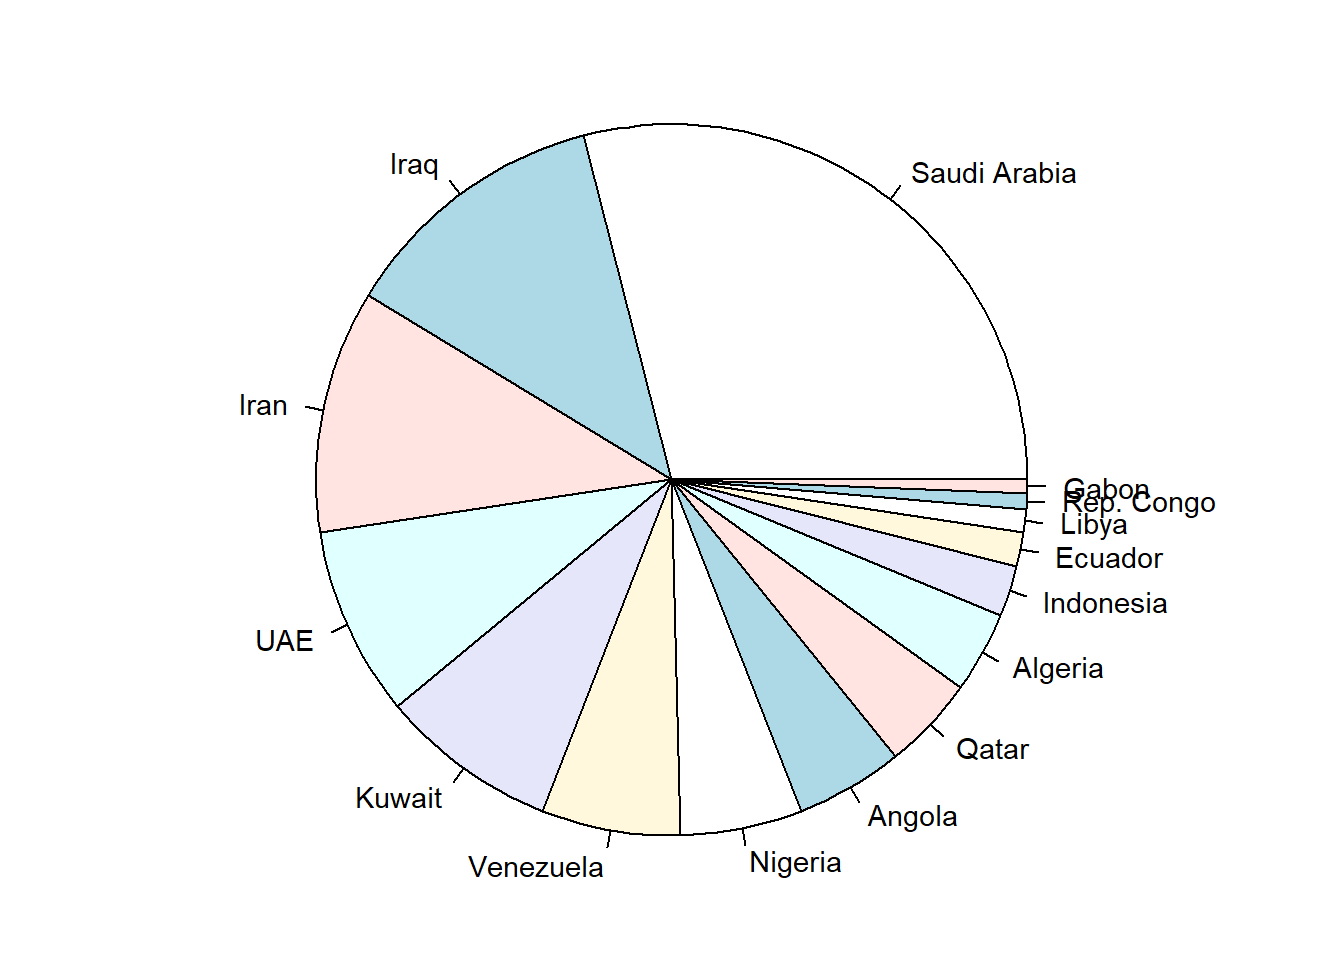 Saudi Arabia
Iraq
Iran
UAE
Kuwait
Venezuela
Nigeria
Angola
Qatar
Algeria
Indonesia
Ecuador
Libya
Rep. Congo
Gabon